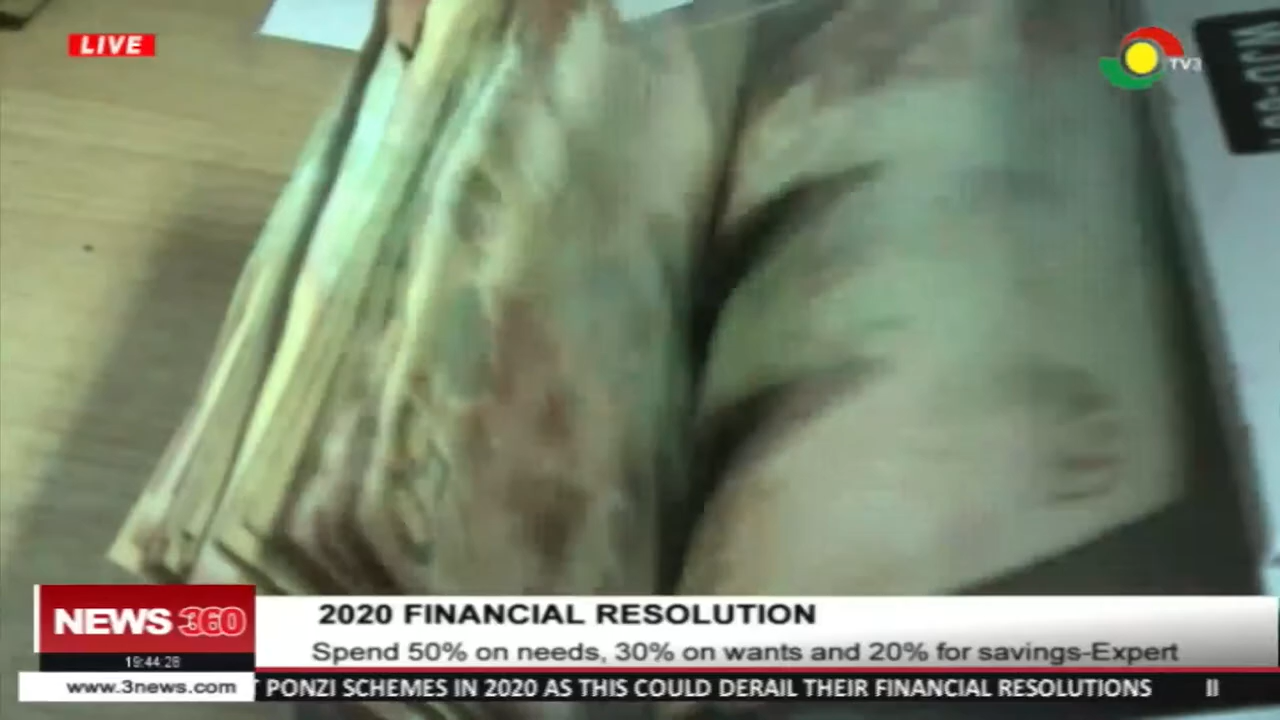 LIVE
TV3
2020 FINANCIAL RESOLUTION
NEWS 360
Spend 50% on needs, 30% on wants and 20% for savings-Expert
19:44:28
www.3news.com
PONZI SCHEMES IN 2020 AS THIS COULD DERAIL THEIR FINANCIAL RESOLUTIONS